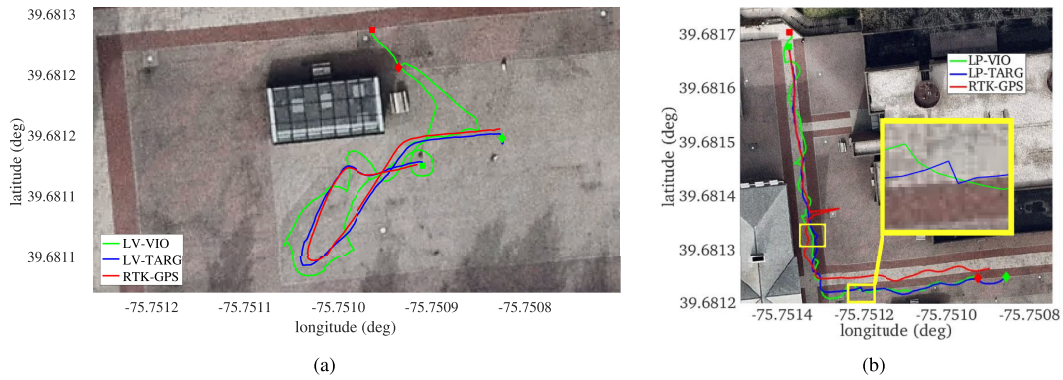 39.6813
39.6812
39.6812
39.6811
39.6811
latitude (deg)
LV-VIO
LV-TARG
RTK-GPS
-75.7512 -75.7511 -75.7510 -75.7509 -75.7508
longitude (deg)
(a)
39.6817
39.6816
39.6815
39.6814
39.6813
39.6812
latitude (deg)
LP-VIO
LP-TARG
RTK-GPS
-75.7514 -75.7512 -75.7510 -75.7508
longitude (deg)
(b)